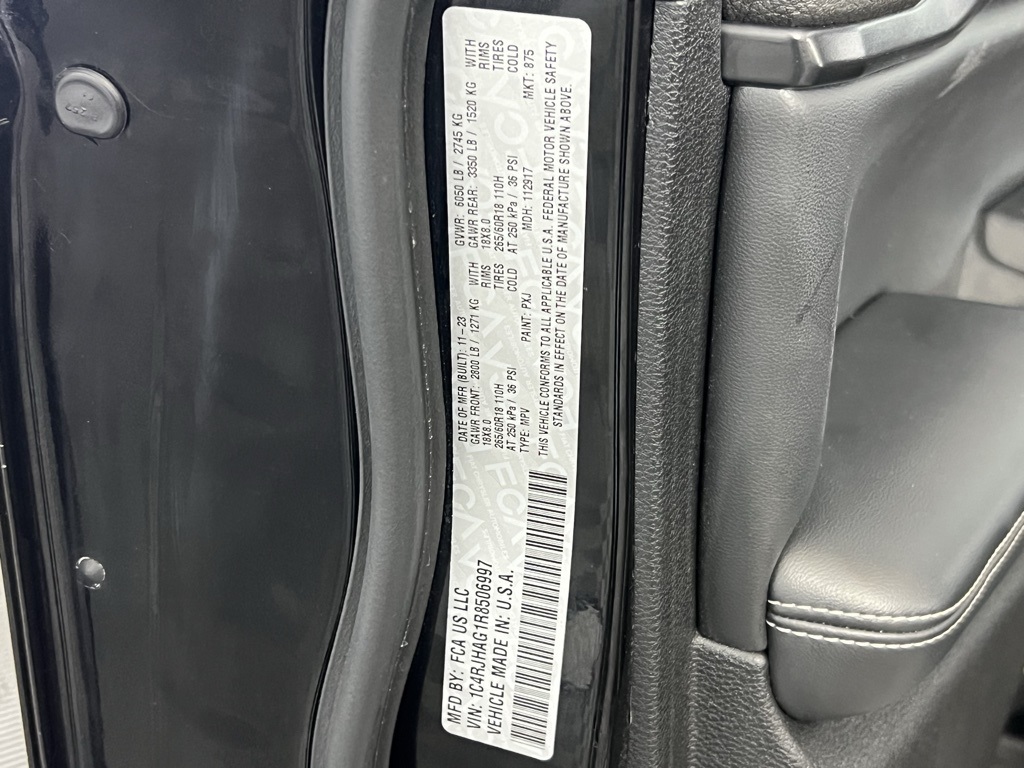 MFD BY: FCA US LLC
VIN: 1C4RJHAG1R8506997
VEHICLE MADE IN: U.S.A.
DATE OF MFR (BUILT): 11-23 GVWR: 6050 LB / 2745 KG
GAWR FRONT: 2800 LB / 1271 KG WITH GAWR REAR: 3350 LB / 1520 KG WITH
18X8.0 RIMS 18X8.0 RIMS
265/60R18 110H TIRES 265/60R18 110H TIRES
AT 250 kPa / 36 PSI COLD AT 250 kPa / 36 PSI COLD
TYPE: MPV PAINT: PXJ MDH: 112917 MKT: 875
THIS VEHICLE CONFORMS TO ALL APPLICABLE U.S.A. FEDERAL MOTOR VEHICLE SAFETY
STANDARDS IN EFFECT ON THE DATE OF MANUFACTURE SHOWN ABOVE.